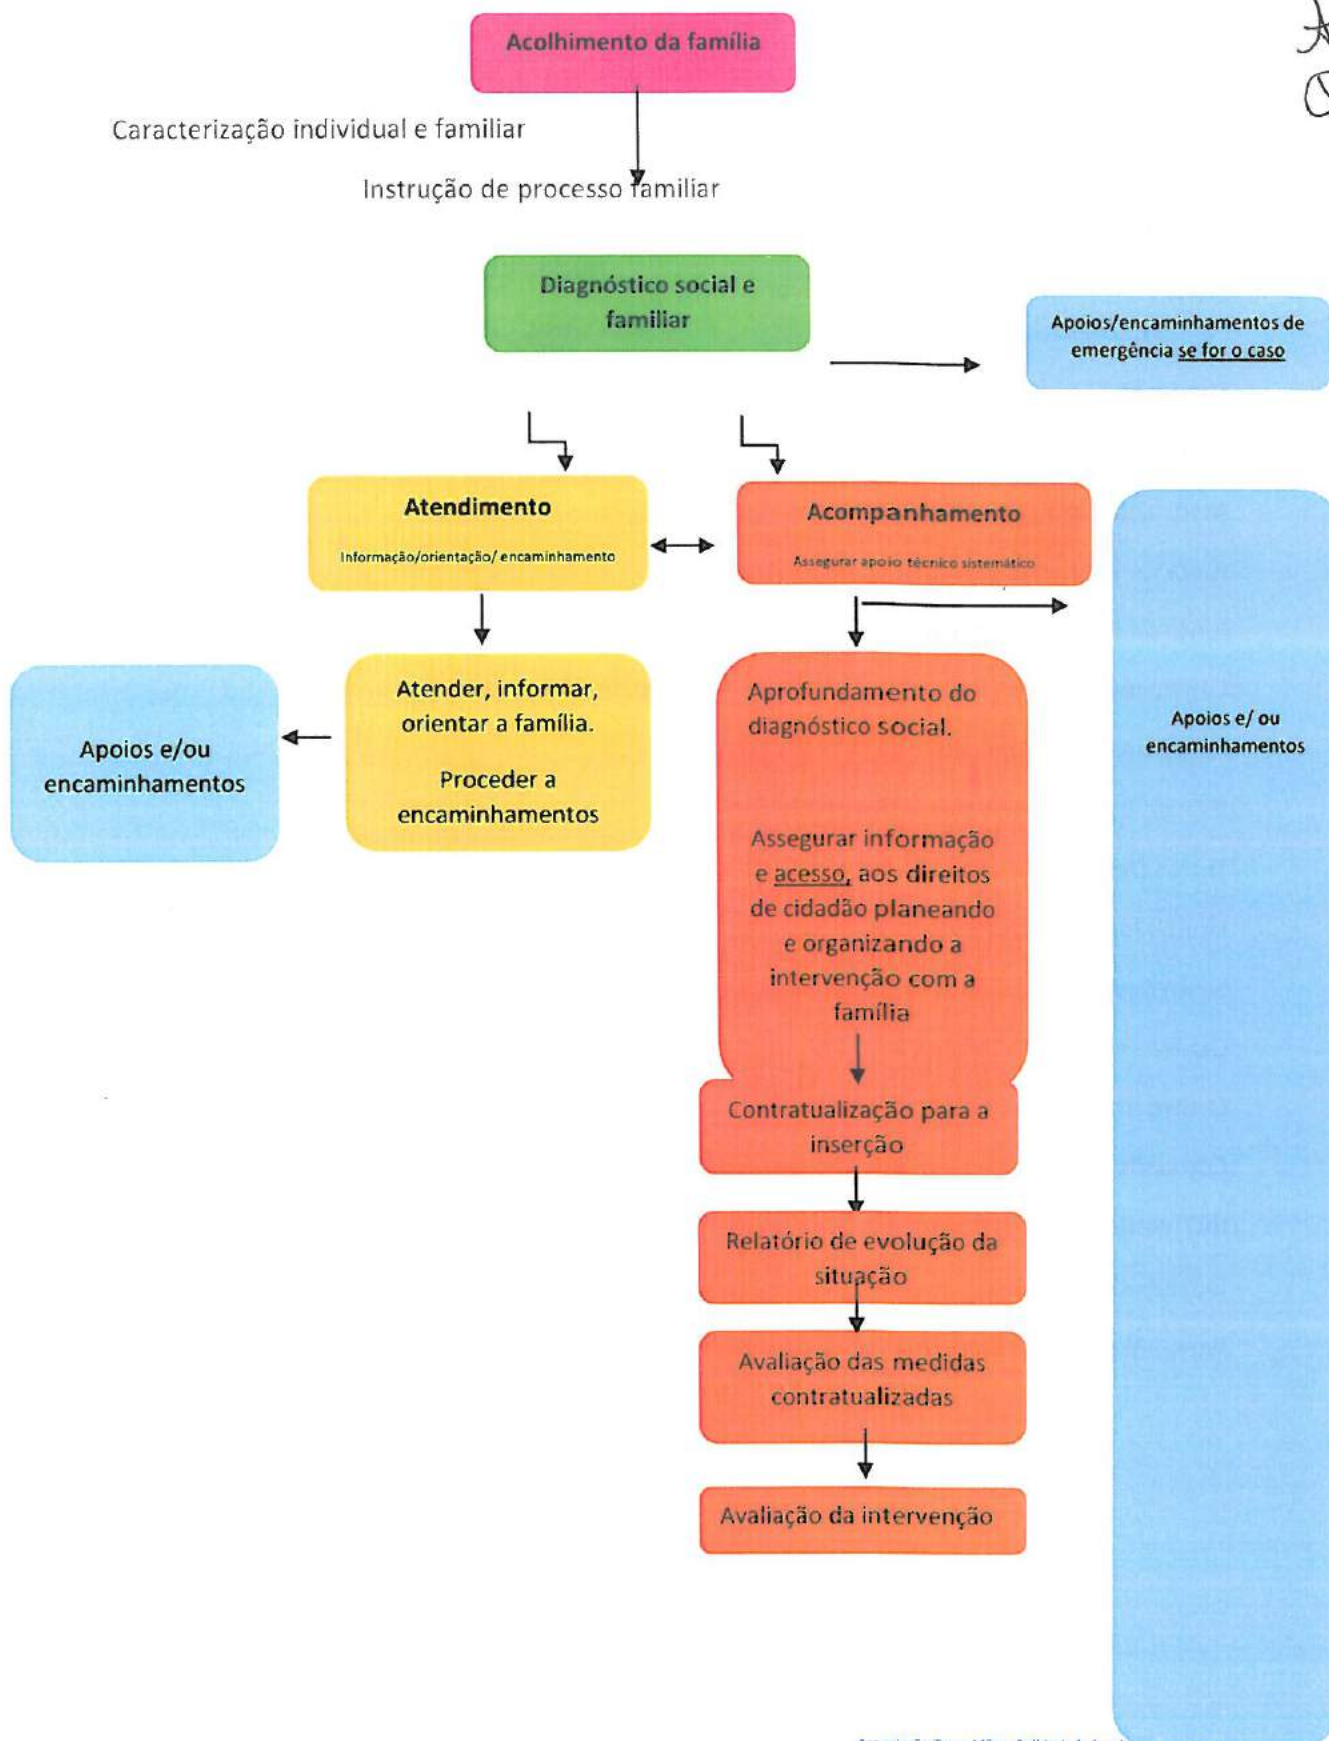 Acolhimento da família
Caracterização individual e familiar
Instrução de processo familiar
Diagnóstico social e
familiar
Apoios/encaminhamentos de
emergência se for o caso
Atendimento
Informação/orientação/ encaminhamento
Acompanhamento
Assegurar apoio técnico sistemático
Atender, informar,
orientar a família.
Proceder a
encaminhamentos
Apoios e/ou
encaminhamentos
Aprofundamento do
diagnóstico social.
Assegurar informação
e acesso, aos direitos
de cidadão planeando
e organizando a
intervenção com a
família
Apoios e/ ou
encaminhamentos
Contratualização para a
inserção
Relatório de evolução da
situação
Avaliação das medidas
contratualizadas
Avaliação da intervenção